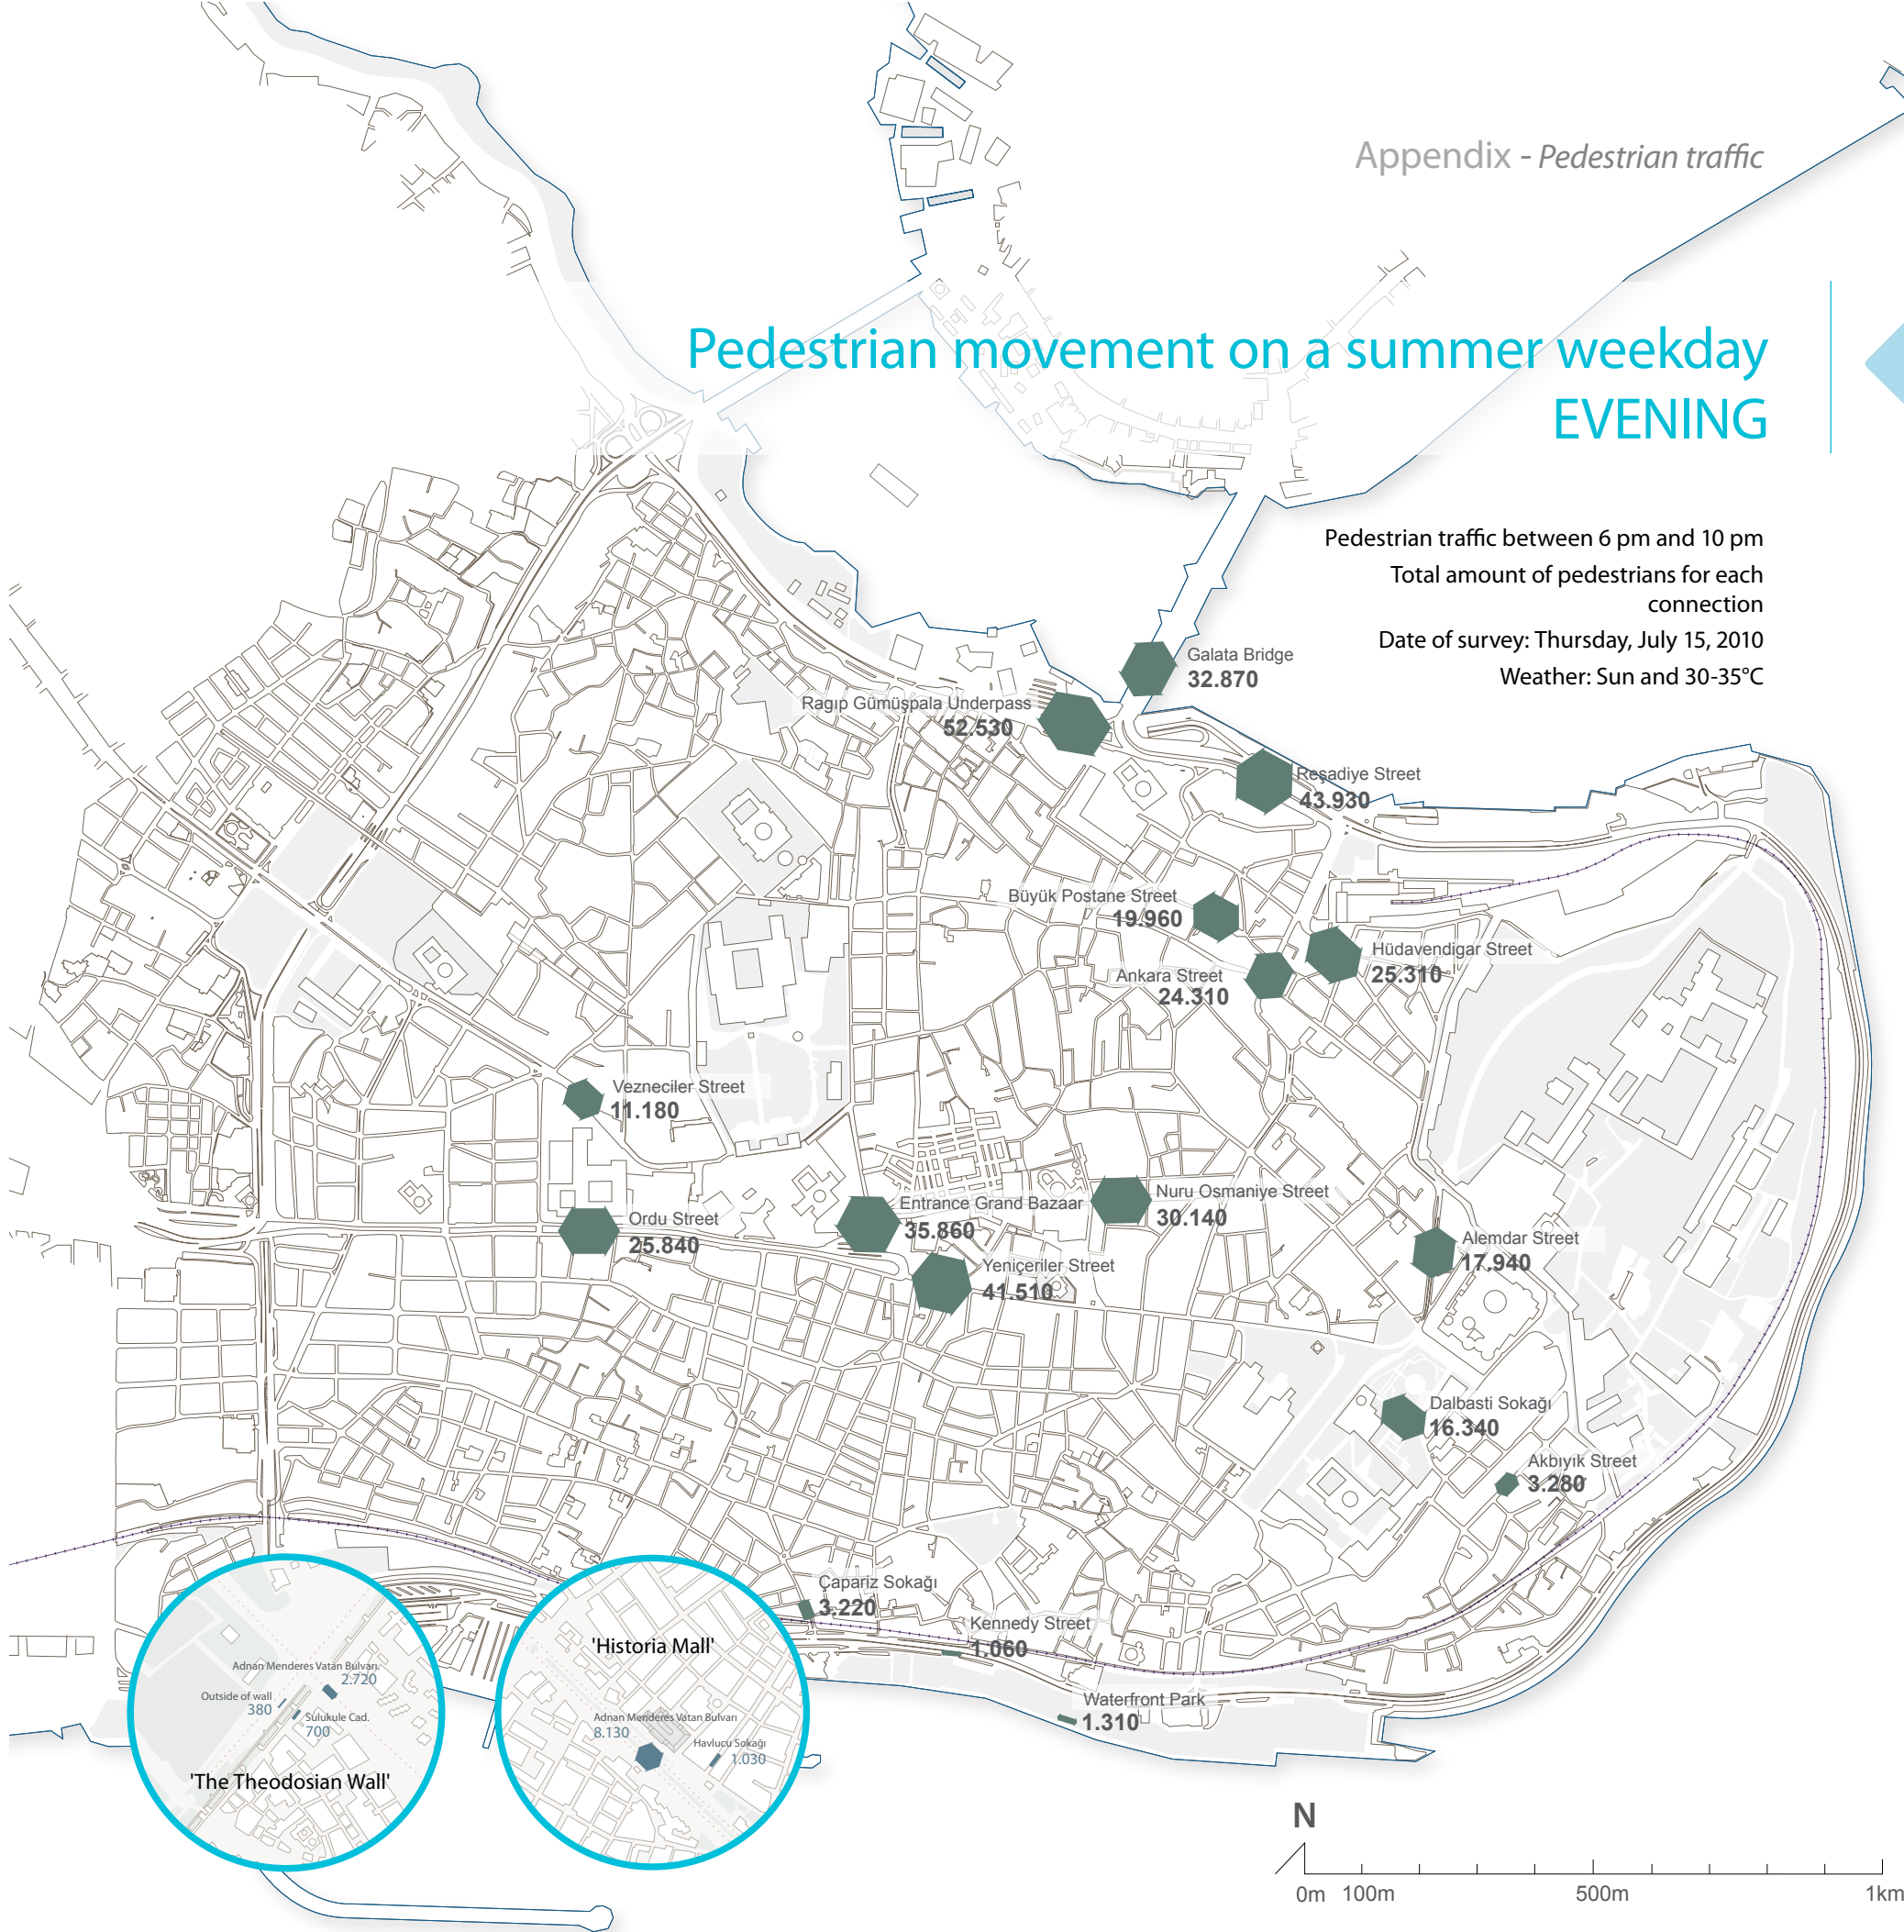 Appendix - Pedestrian traffic
Pedestrian movement on a summer weekday
EVENING
Pedestrian traffic between 6 pm and 10 pm
Total amount of pedestrians for each
connection
Date of survey: Thursday, July 15, 2010
Weather: Sun and 30-35°C
Galata Bridge
32.870
Ragıp Gümüşpala Underpass
52.530
Reşadiye Street
43.930
Büyük Postane Street
19.960
Hüdavendigar Street
25.310
Ankara Street
24.310
Vezneciler Street
11.180
Nuru Osmaniye Street
30.140
Entrance Grand Bazaar
35.860
Ordu Street
25.840
Alemdar Street
17.940
Yeniçeriler Street
41.510
Dalbasti Sokağı
16.340
Akbıyık Street
3.280
Çapariz Sokağı
3.220
Kennedy Street
1.060
Waterfront Park
1.310
Adnan Menderes Vatan Bulvarı
2.720
Outside of wall
380
Sulukule Cad.
700
'The Theodosian Wall'
'Historia Mall'
Adnan Menderes Vatan Bulvarı
8.130
Havlucu Sokağı
1.030
N
0m 100m 500m 1km